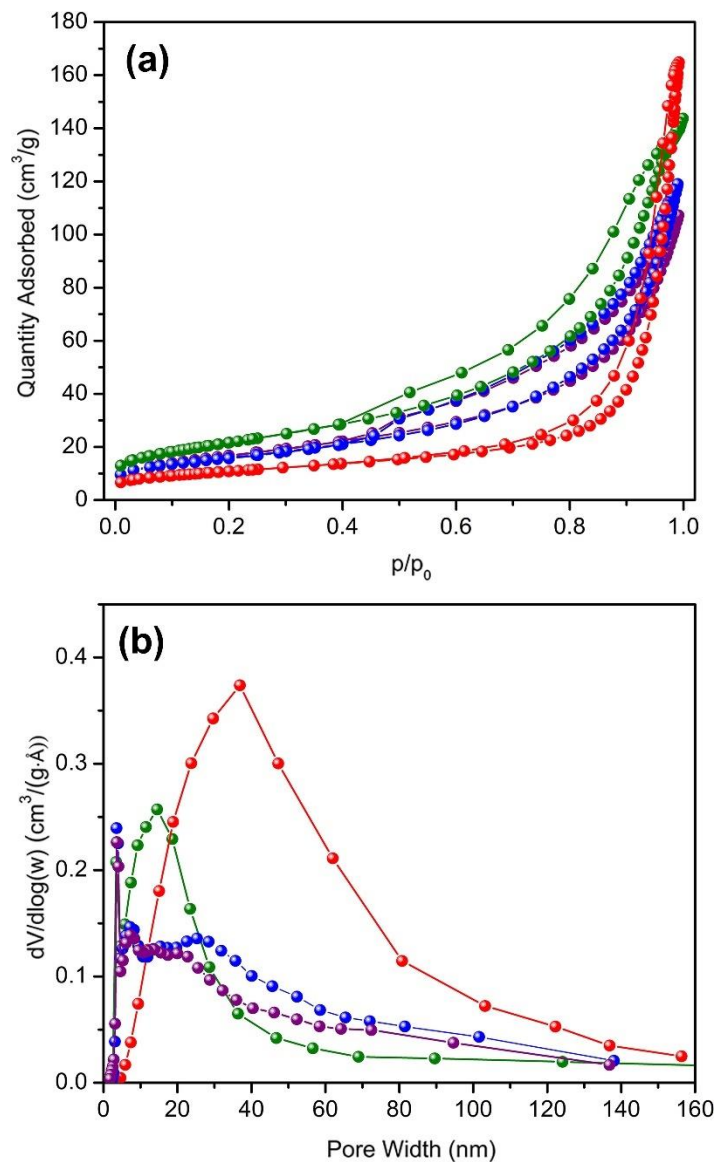 (a)
Quantity Adsorbed (cm³/g)
180
160
140
120
100
80
60
40
20
0
0.0 0.2 0.4 0.6 0.8 1.0
p/p₀
(b)
dV/dlog(w) (cm³/(g·Å))
0.4
0.3
0.2
0.1
0.0
0 20 40 60 80 100 120 140 160
Pore Width (nm)